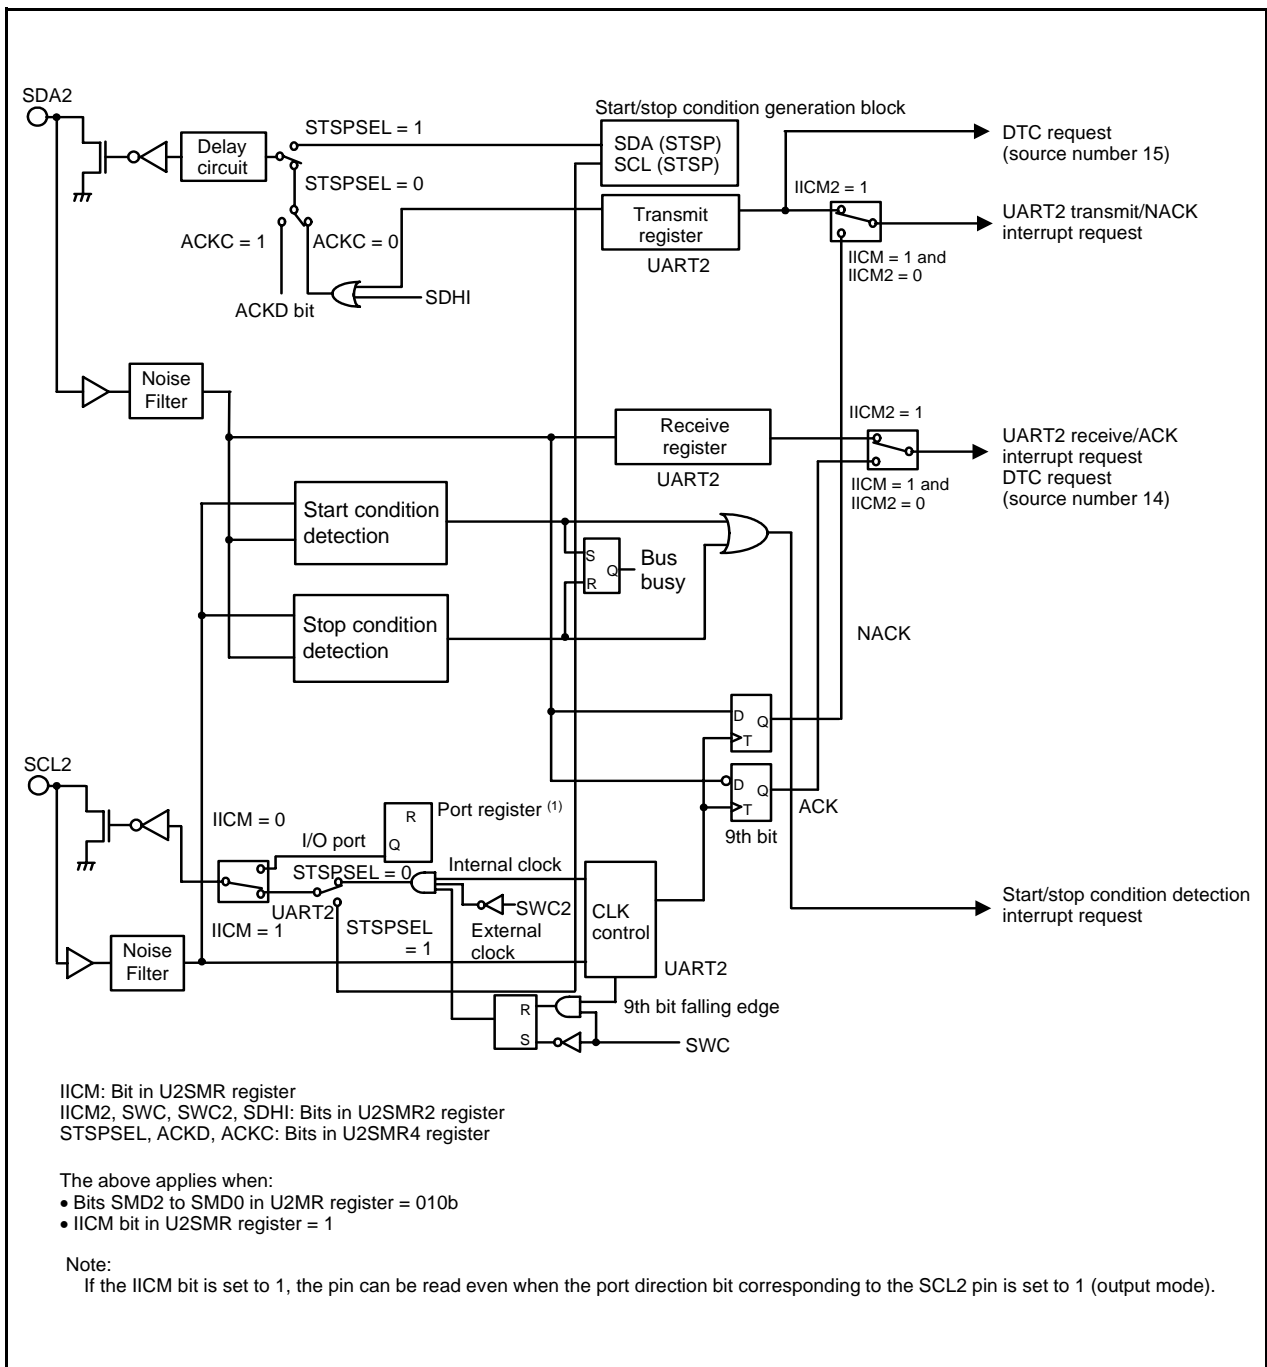 SDA2
Delay
circuit
STSPSEL = 1
STSPSEL = 0
ACKC = 1
ACKC = 0
ACKD bit
SDHI
Start/stop condition generation block
SDA (STSP)
SCL (STSP)
Transmit
register
UART2
IICM2 = 1
IICM = 1 and
IICM2 = 0
DTC request
(source number 15)
UART2 transmit/NACK
interrupt request
Noise
Filter
Receive
register
UART2
IICM2 = 1
IICM = 1 and
IICM2 = 0
UART2 receive/ACK
interrupt request
DTC request
(source number 14)
Start condition
detection
S
R
Q
Bus
busy
Stop condition
detection
NACK
D
Q
T
D
Q
T
ACK
9th bit
SCL2
IICM = 0
I/O port
R
Q
Port register (1)
STSPSEL = 0
Internal clock
UART2
IICM = 1
STSPSEL
= 1
SWC2
External
clock
CLK
control
UART2
Noise
Filter
R
S
9th bit falling edge
SWC
Start/stop condition detection
interrupt request
IICM: Bit in U2SMR register
IICM2, SWC, SWC2, SDHI: Bits in U2SMR2 register
STSPSEL, ACKD, ACKC: Bits in U2SMR4 register
The above applies when:
• Bits SMD2 to SMD0 in U2MR register = 010b
• IICM bit in U2SMR register = 1
Note:
If the IICM bit is set to 1, the pin can be read even when the port direction bit corresponding to the SCL2 pin is set to 1 (output mode).